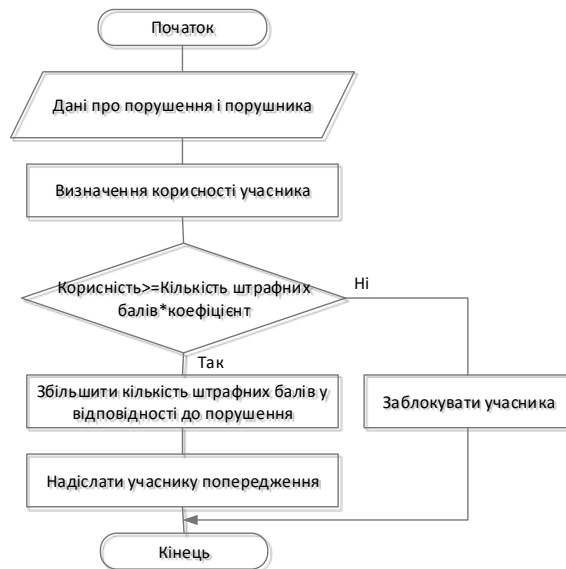 Початок
Дані про порушення і порушника
Визначення корисності учасника
Корисність>=Кількість штрафних
балів*коефіцієнт
Ні
Так
Збільшити кількість штрафних балів у
відповідності до порушення
Заблокувати учасника
Надіслати учаснику попередження
Кінець